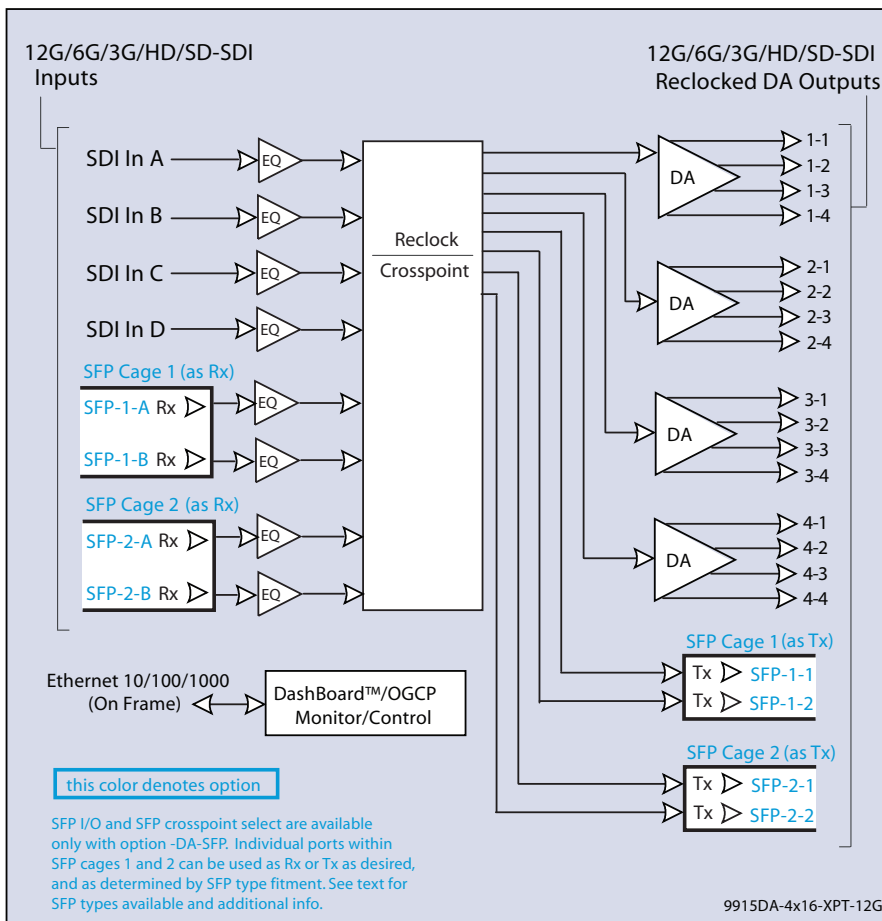 12G/6G/3G/HD/SD-SDI
Inputs
12G/6G/3G/HD/SD-SDI
Reclocked DA Outputs
SDI In A
EQ
SDI In B
EQ
SDI In C
EQ
SDI In D
EQ
SFP Cage 1 (as Rx)
SFP-1-A Rx
EQ
SFP-1-B Rx
EQ
SFP Cage 2 (as Rx)
SFP-2-A Rx
EQ
SFP-2-B Rx
EQ
Reclock
Crosspoint
DA
1-1
1-2
1-3
1-4
DA
2-1
2-2
2-3
2-4
DA
3-1
3-2
3-3
3-4
DA
4-1
4-2
4-3
4-4
SFP Cage 1 (as Tx)
Tx SFP-1-1
Tx SFP-1-2
SFP Cage 2 (as Tx)
Tx SFP-2-1
Tx SFP-2-2
Ethernet 10/100/1000
(On Frame)
DashBoard™/OGCP
Monitor/Control
this color denotes option
SFP I/O and SFP crosspoint select are available
only with option -DA-SFP. Individual ports within
SFP cages 1 and 2 can be used as Rx or Tx as desired,
and as determined by SFP type fitment. See text for
SFP types available and additional info.
9915DA-4x16-XPT-12G